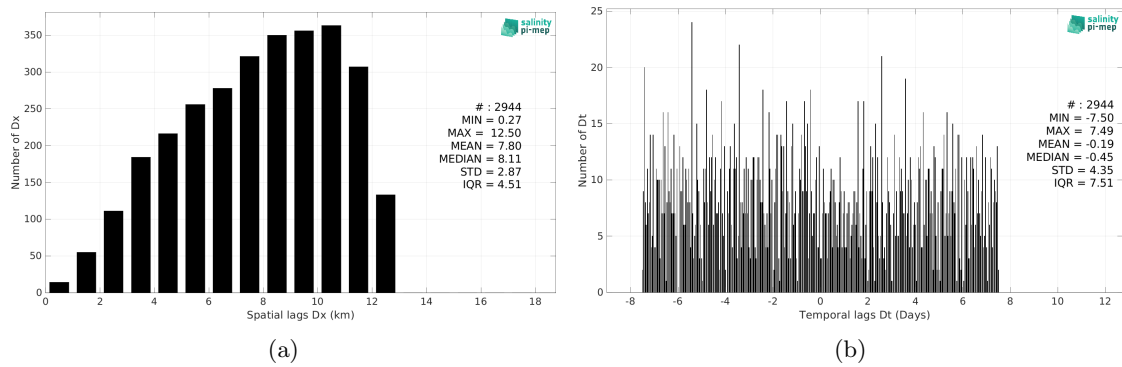 350
300
250
200
150
100
50
0
Number of Dx
0 2 4 6 8 10 12 14 16 18
Spatial lags Dx (km)
salinity
pi-mep
# : 2944
MIN = 0.27
MAX = 12.50
MEAN = 7.80
MEDIAN = 8.11
STD = 2.87
IQR = 4.51
(a)
25
20
15
10
5
0
Number of Dt
-8 -6 -4 -2 0 2 4 6 8 10 12
Temporal lags Dt (Days)
salinity
pi-mep
# : 2944
MIN = -7.50
MAX = 7.49
MEAN = -0.19
MEDIAN = -0.45
STD = 4.35
IQR = 7.51
(b)